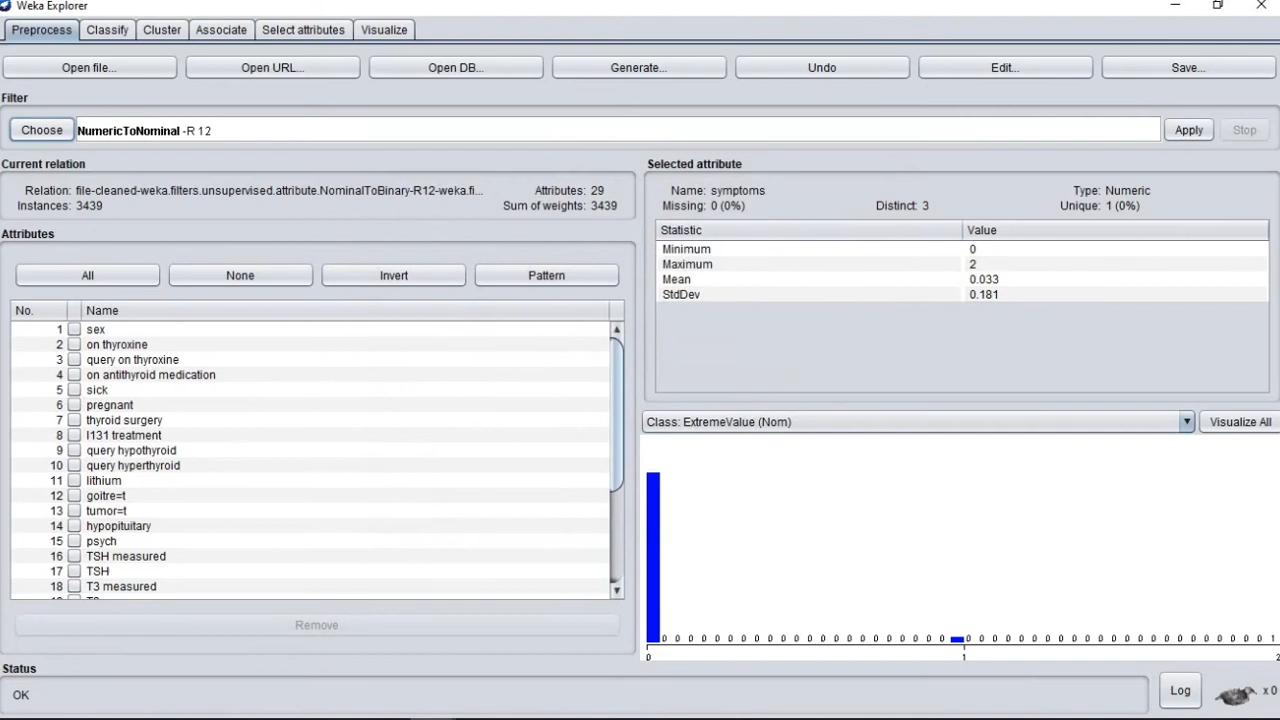 Weka Explorer
Preprocess Classify Cluster Associate Select attributes Visualize
Open file... Open URL... Open DB... Generate... Undo Edit... Save...
Filter
Choose NumericToNominal -R 12 Apply Stop
Current relation
Relation: file-cleaned-weka.filters.unsupervised.attribute.NominalToBinary-R12-weka.fi... Attributes: 29
Instances: 3439 Sum of weights: 3439
Attributes
All None Invert Pattern
No. Name
1 sex
2 on thyroxine
3 query on thyroxine
4 on antithyroid medication
5 sick
6 pregnant
7 thyroid surgery
8 I131 treatment
9 query hypothyroid
10 query hyperthyroid
11 lithium
12 goitre=t
13 tumor=t
14 hypopituitary
15 psych
16 TSH measured
17 TSH
18 T3 measured
Remove
Selected attribute
Name: symptoms Type: Numeric
Missing: 0 (0%) Distinct: 3 Unique: 1 (0%)
Statistic Value
Minimum 0
Maximum 2
Mean 0.033
StdDev 0.181
Class: ExtremeValue (Nom) Visualize All
0 0 0 0 0 0 0 0 0 0 0 0 0 0 0 0 0 0 0 0 0 0 0 0 0 0 0 0 0 0 0 0 0 0 0 0 0 1
0 1 2
Status
OK Log x 0